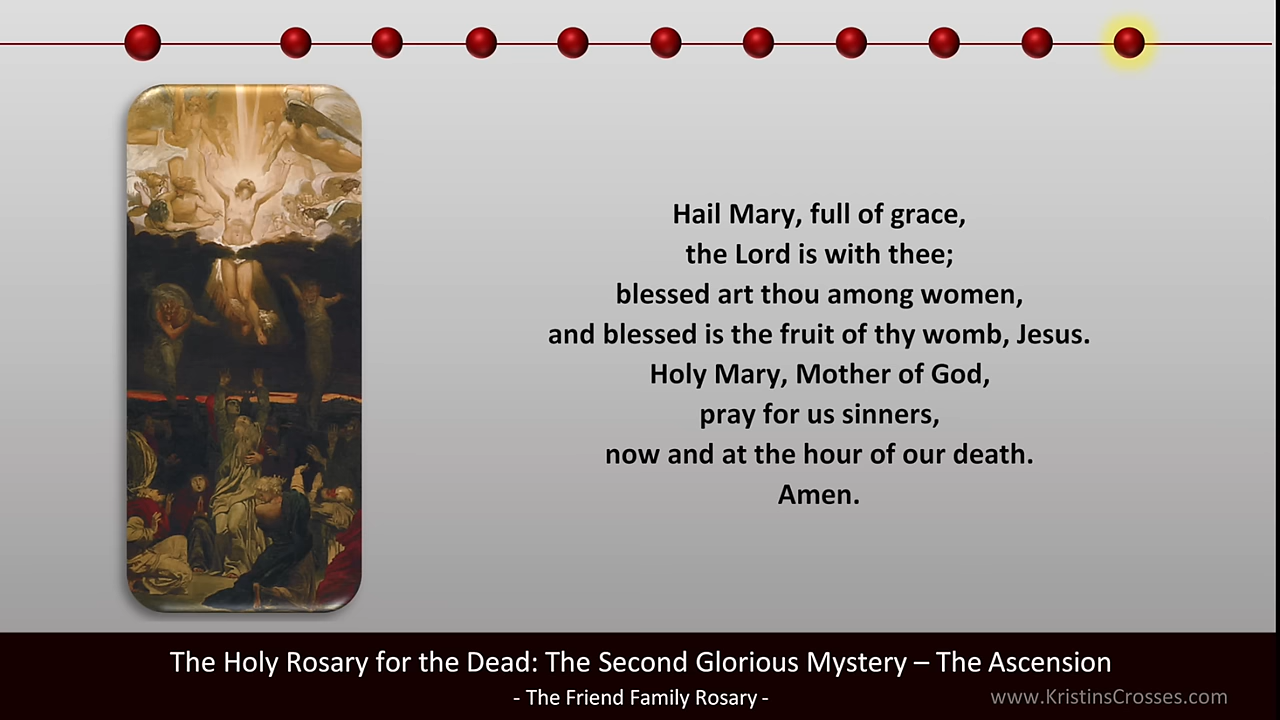 Hail Mary, full of grace,
the Lord is with thee;
blessed art thou among women,
and blessed is the fruit of thy womb, Jesus.
Holy Mary, Mother of God,
pray for us sinners,
now and at the hour of our death.
Amen.
The Holy Rosary for the Dead: The Second Glorious Mystery – The Ascension
- The Friend Family Rosary -
www.KristinsCrosses.com